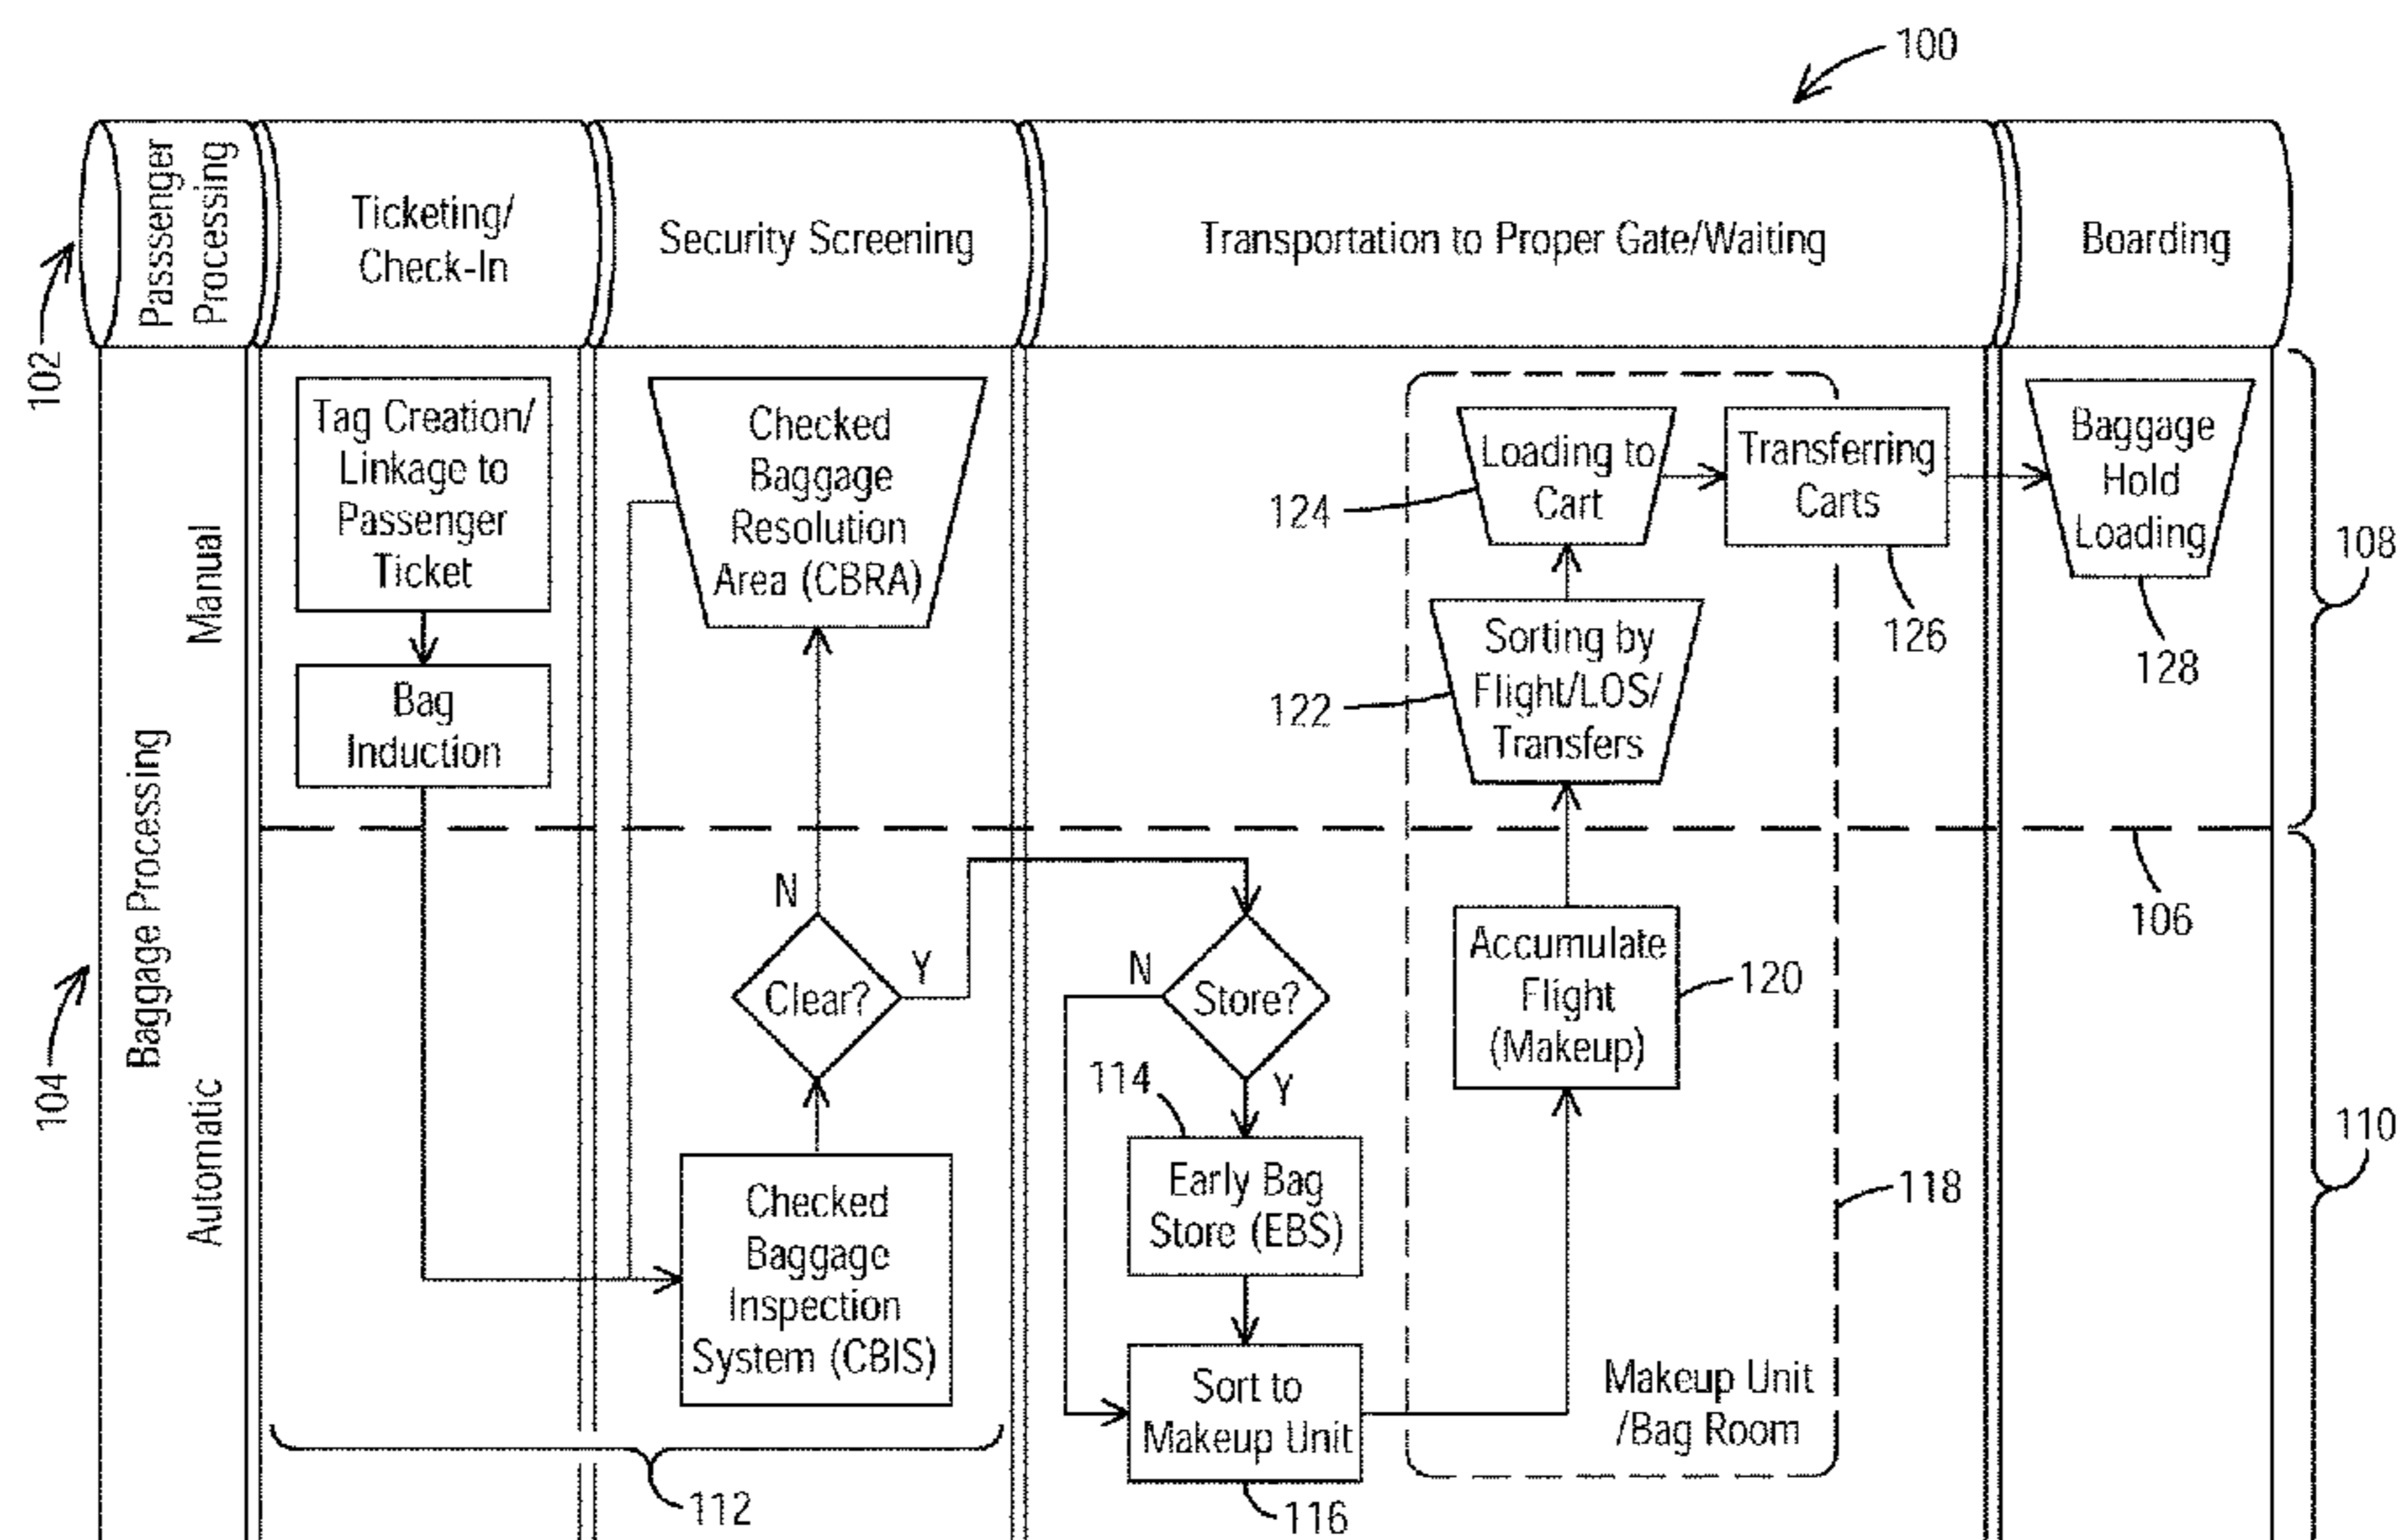 100
Passsenger
Processing
Ticketing/
Check-In
Security Screening
Transportation to Proper Gate/Waiting
Boarding
102
Baggage Processing
Manual
Automatic
104
Tag Creation/
Linkage to
Passenger
Ticket
Bag
Induction
Checked
Baggage
Resolution
Area (CBRA)
N
Clear?
Y
Checked
Baggage
Inspection
System (CBIS)
112
N
Store?
Y
114
Early Bag
Store (EBS)
Sort to
Makeup Unit
116
Loading to
Cart
124
Transferring
Carts
126
Sorting by
Flight/LOS/
Transfers
122
Accumulate
Flight
(Makeup)
120
118
Makeup Unit
/Bag Room
Baggage
Hold
Loading
128
108
106
110